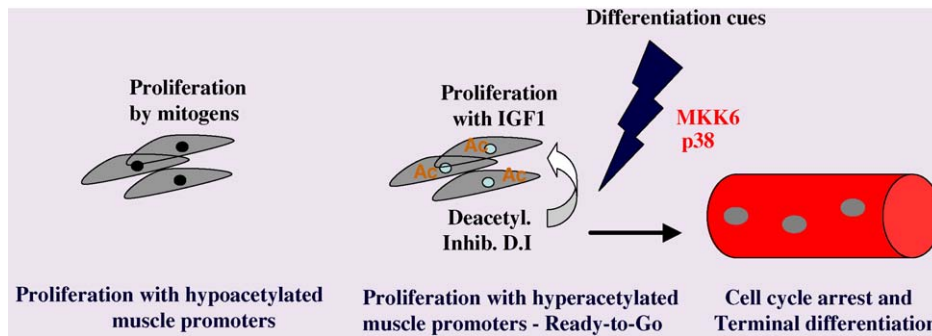 Differentiation cues
Proliferation
by mitogens
Proliferation
with IGF1
MKK6
p38
Ac
Ac
Ac
Deacetyl.
Inhib. D.I
Proliferation with hypoacetylated
muscle promoters
Proliferation with hyperacetylated
muscle promoters - Ready-to-Go
Cell cycle arrest and
Terminal differentiation